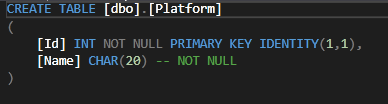 CREATE TABLE [dbo].[Platform]
(
    [Id] INT NOT NULL PRIMARY KEY IDENTITY(1,1),
    [Name] CHAR(20) -- NOT NULL
)